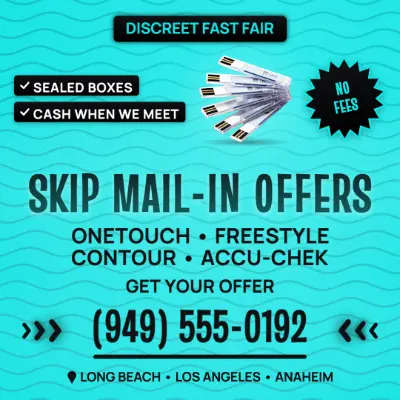 DISCREET FAST FAIR
✓ SEALED BOXES
✓ CASH WHEN WE MEET
NO
FEES
SKIP MAIL-IN OFFERS
ONETOUCH • FREESTYLE
CONTOUR • ACCU-CHEK
GET YOUR OFFER
(949) 555-0192
LONG BEACH • LOS ANGELES • ANAHEIM